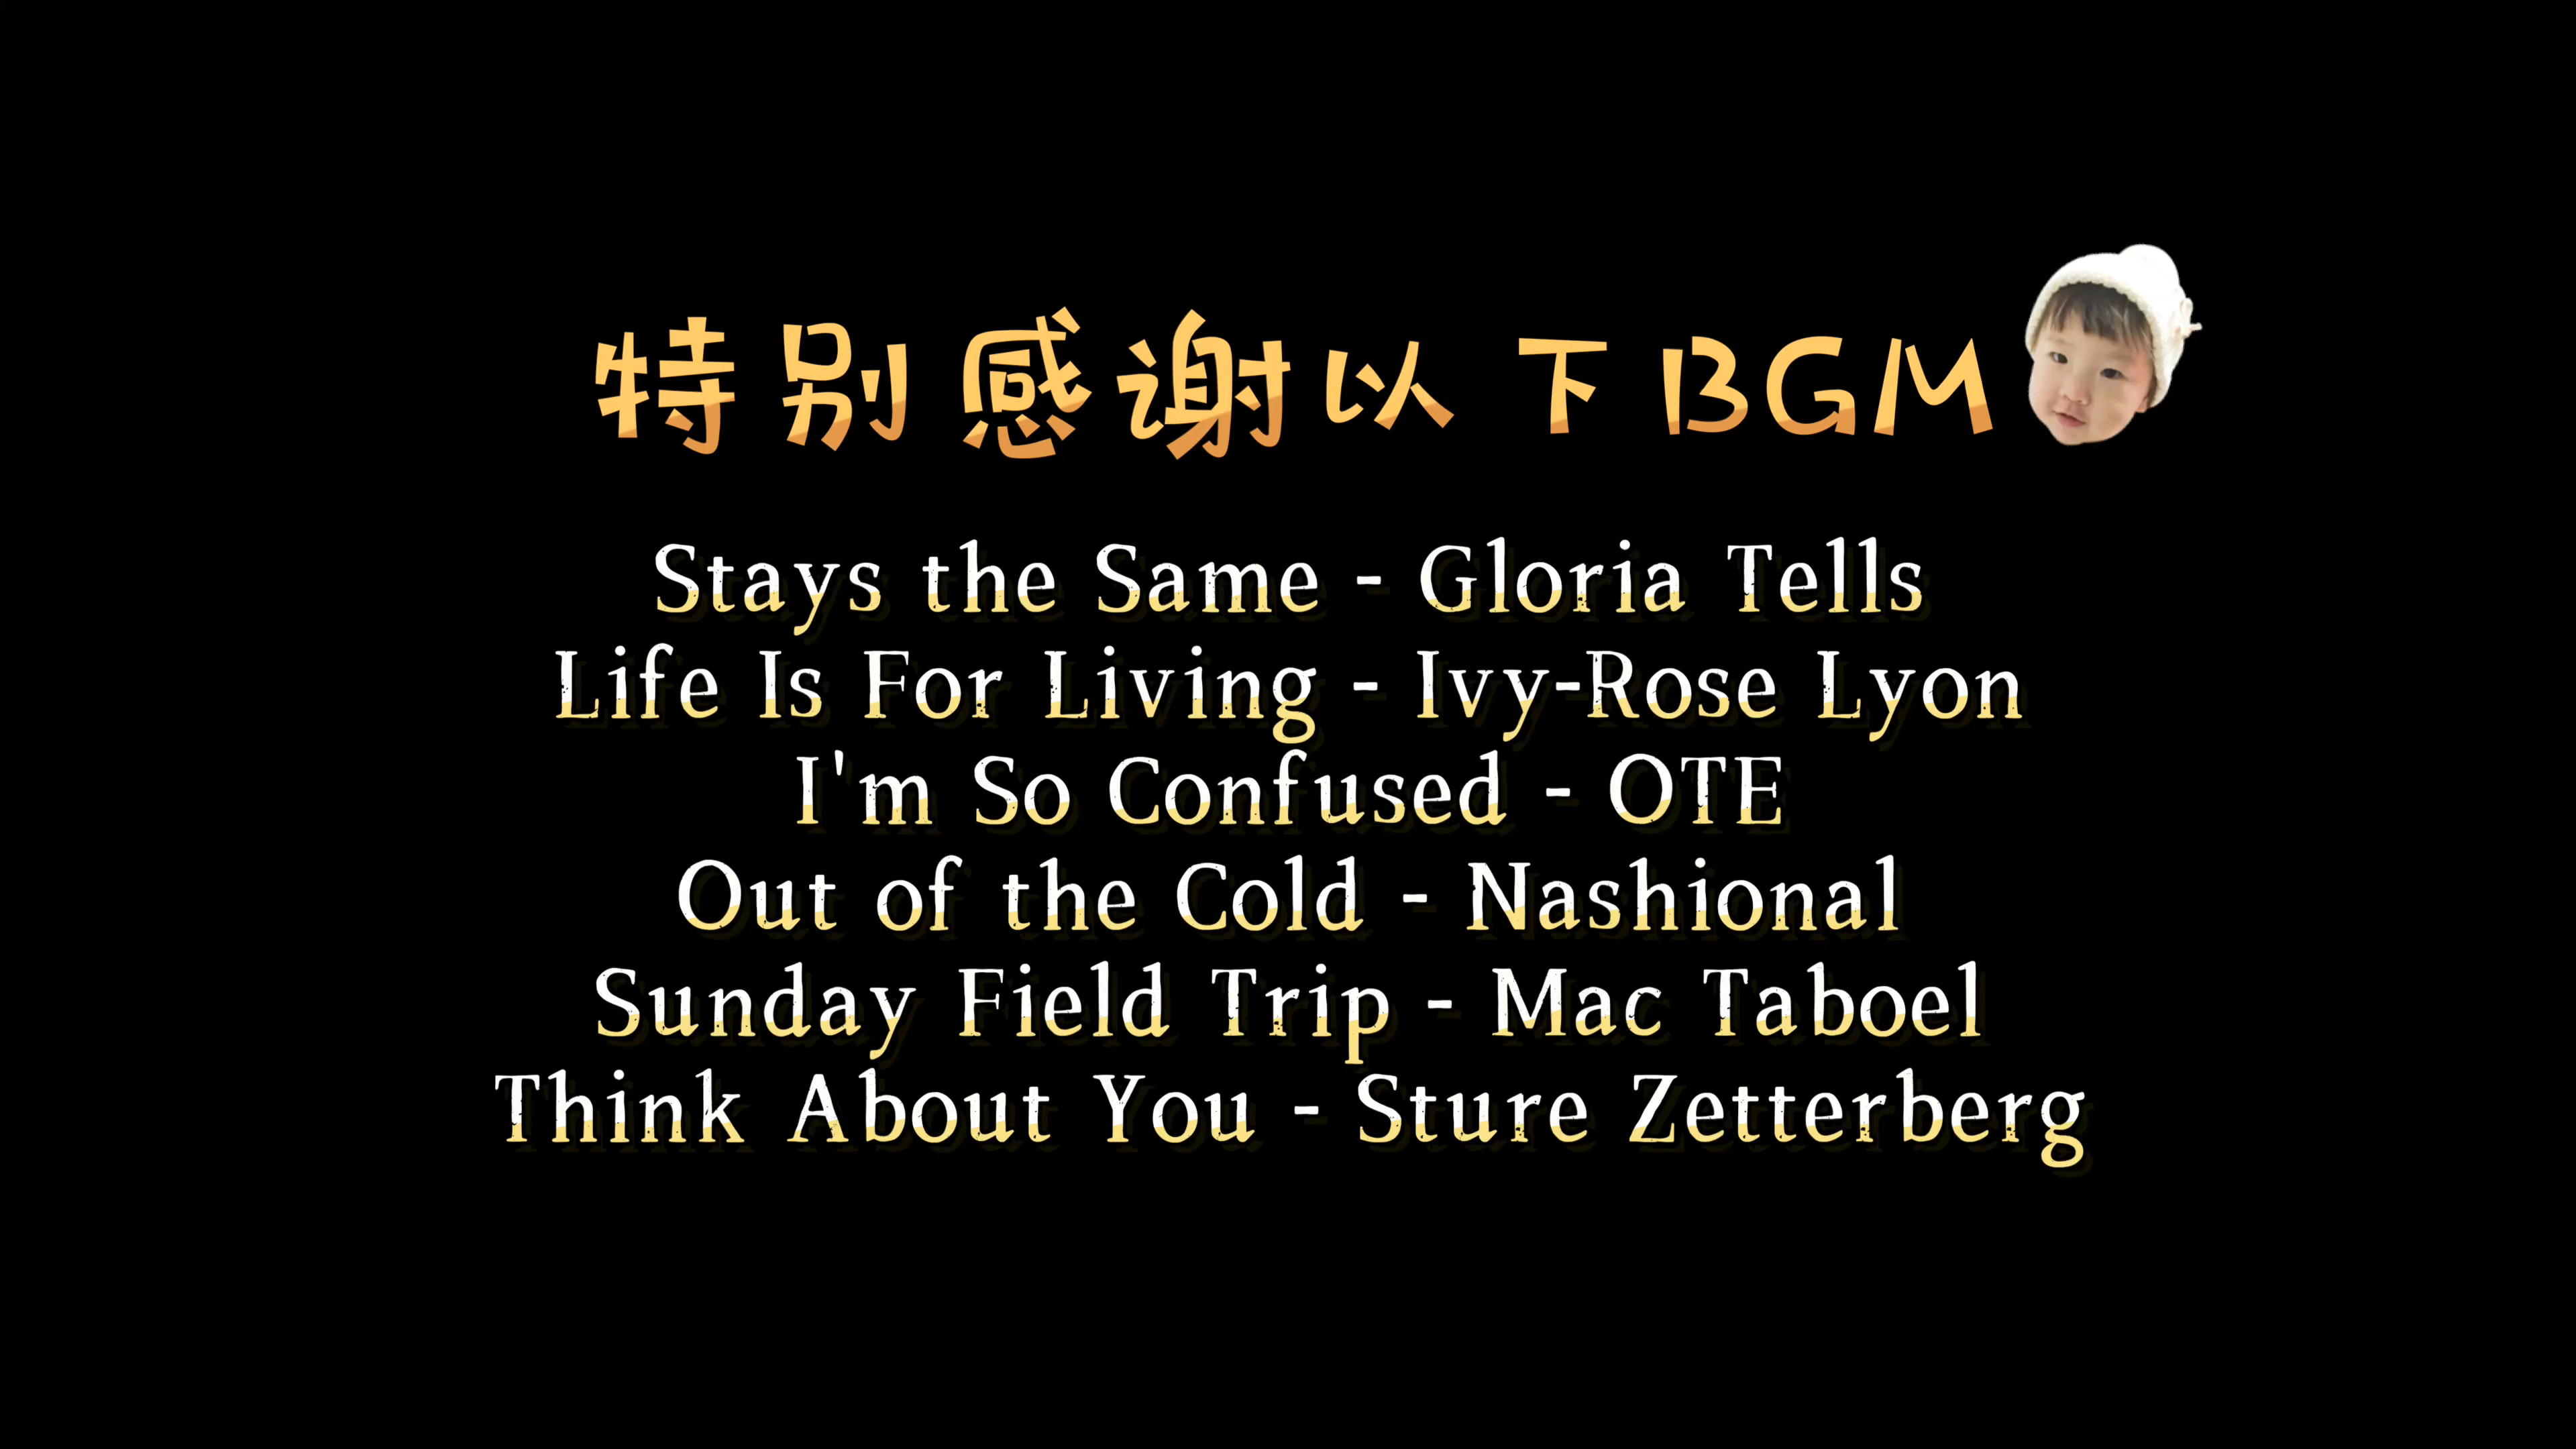 特别感谢以下BGM
Stays the Same - Gloria Tells
Life Is For Living - Ivy-Rose Lyon
I'm So Confused - OTE
Out of the Cold - Nashional
Sunday Field Trip - Mac Taboel
Think About You - Sture Zetterberg